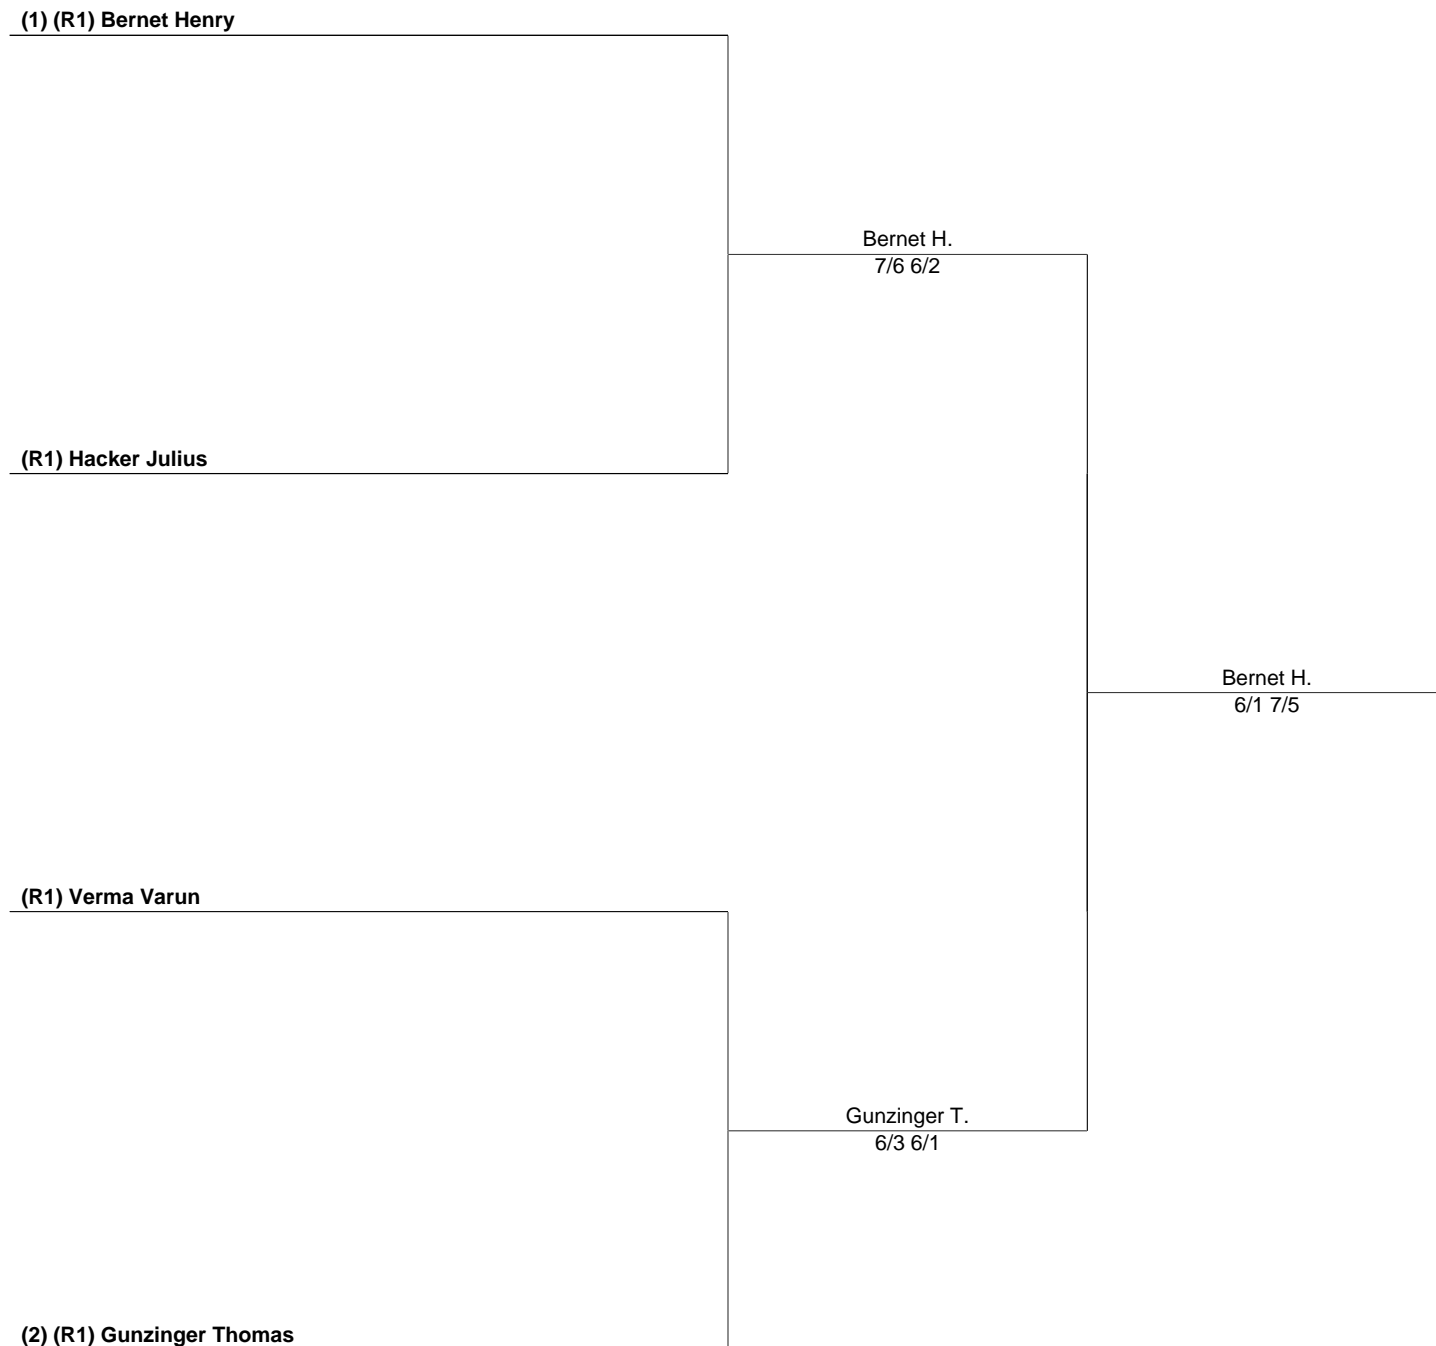 (1) (R1) Bernet Henry
Bernet H.
7/6 6/2
(R1) Hacker Julius
Bernet H.
6/1 7/5
(R1) Verma Varun
Gunzinger T.
6/3 6/1
(2) (R1) Gunzinger Thomas